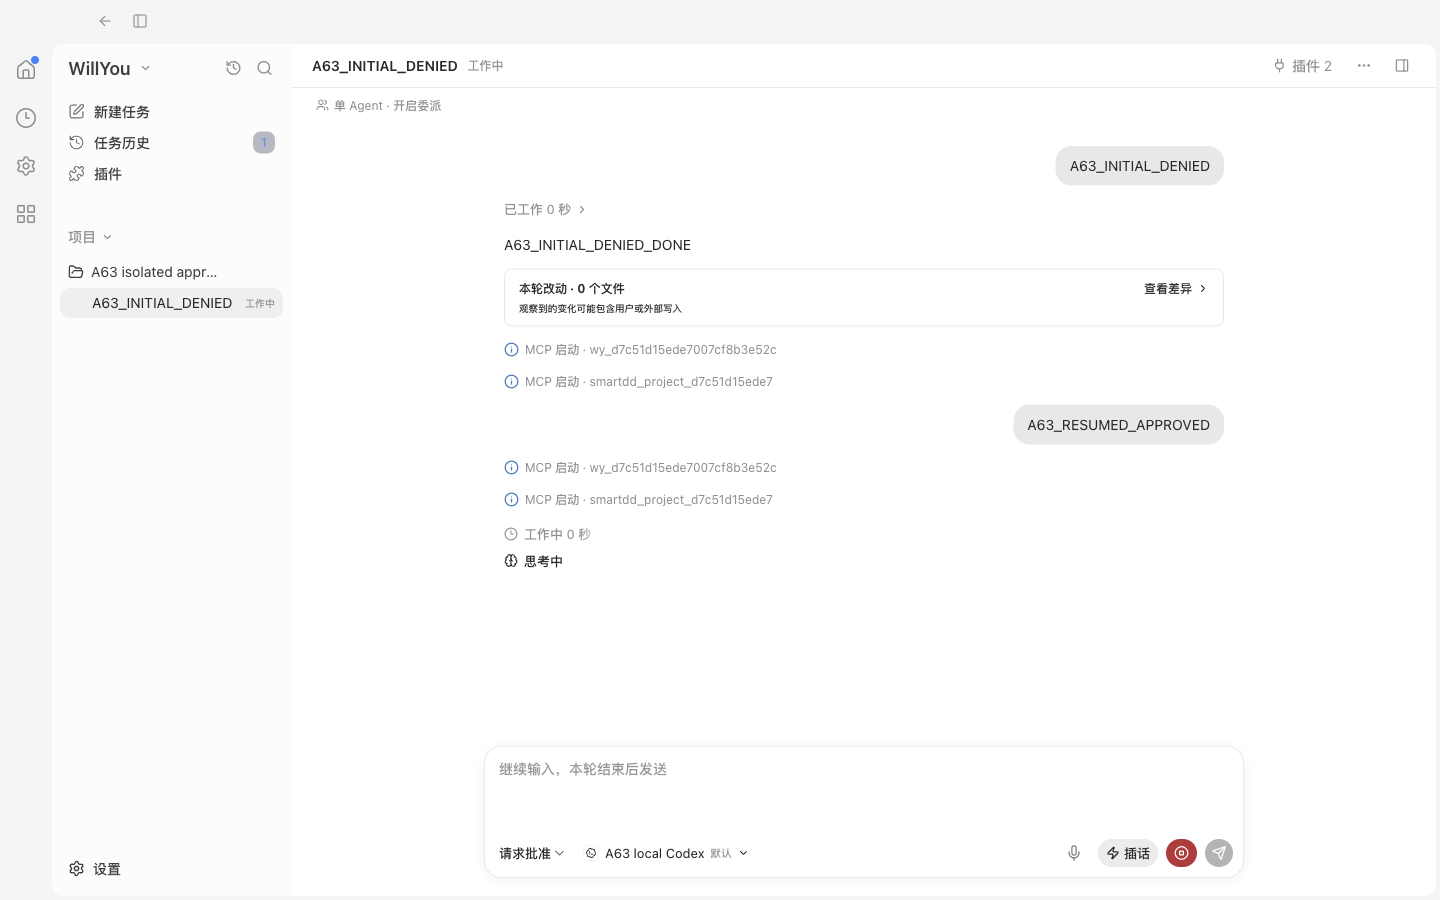 WillYou
新建任务
任务历史
1
插件
项目
A63 isolated appr...
A63_INITIAL_DENIED 工作中
设置
A63_INITIAL_DENIED 工作中
插件 2
单 Agent · 开启委派
A63_INITIAL_DENIED
已工作 0 秒
A63_INITIAL_DENIED_DONE
本轮改动 · 0 个文件
查看差异
观察到的变化可能包含用户或外部写入
MCP 启动 · wy_d7c51d15ede7007cf8b3e52c
MCP 启动 · smartdd_project_d7c51d15ede7
A63_RESUMED_APPROVED
MCP 启动 · wy_d7c51d15ede7007cf8b3e52c
MCP 启动 · smartdd_project_d7c51d15ede7
工作中 0 秒
思考中
继续输入，本轮结束后发送
请求批准
A63 local Codex 默认
插话